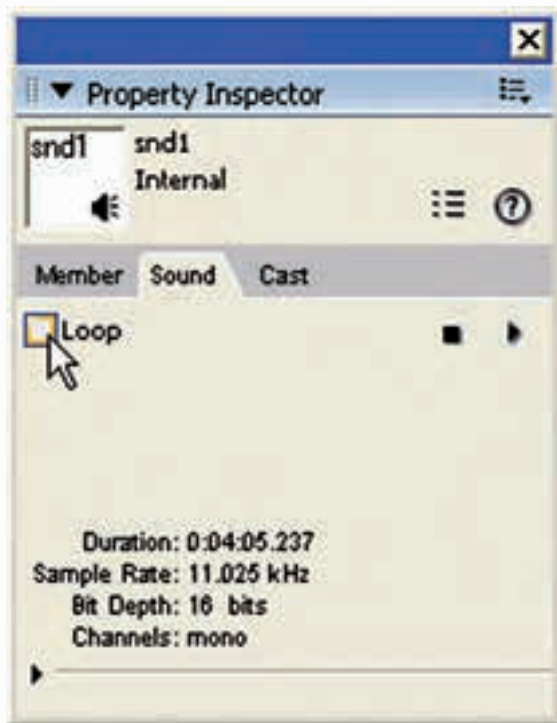 Property Inspector
snd1
snd1
Internal
Member Sound Cast
Loop
Duration: 0:04:05.237
Sample Rate: 11.025 kHz
Bit Depth: 16 bits
Channels: mono